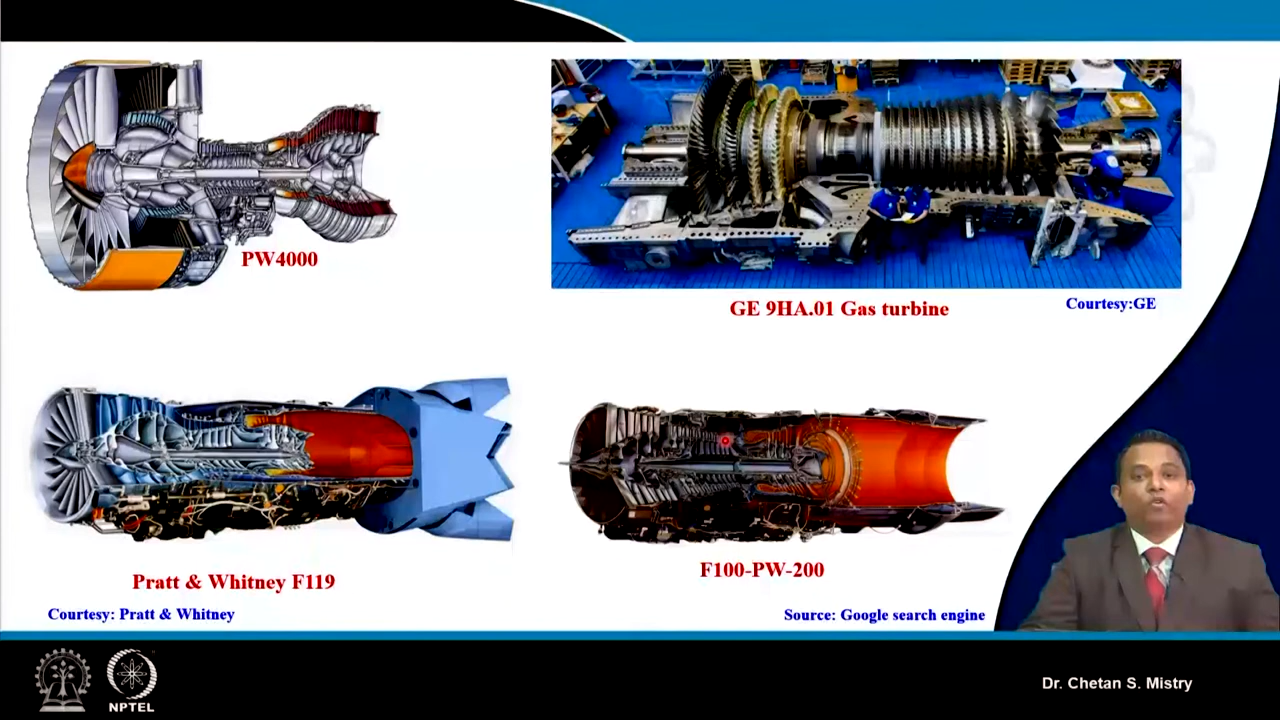 PW4000
GE 9HA.01 Gas turbine
Courtesy:GE
Pratt & Whitney F119
F100-PW-200
Courtesy: Pratt & Whitney
Source: Google search engine
NPTEL
Dr. Chetan S. Mistry